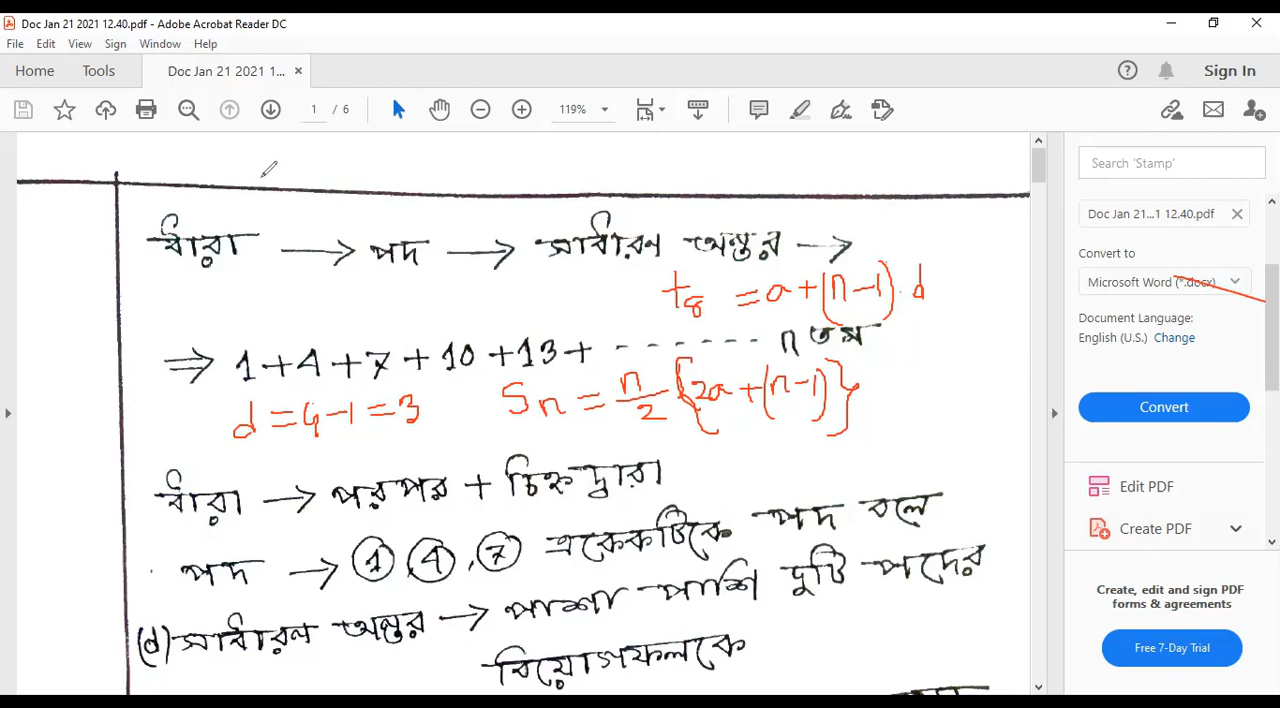 Doc Jan 21 2021 12.40.pdf - Adobe Acrobat Reader DC
File Edit View Sign Window Help
Home Tools Doc Jan 21 2021 1... × Sign In
1 / 6 119%
Search 'Stamp'
Doc Jan 21...1 12.40.pdf
Convert to
Microsoft Word (*.docx)
Document Language:
English (U.S.) Change
Convert
Edit PDF
Create PDF
Create, edit and sign PDF
forms & agreements
Free 7-Day Trial
ধারা → পদ → সাধারণ অন্তর →
t8 = a+(n-1).d
⇒ 1+4+7+10+13+ ........ n তম
d = 4-1=3 Sn = n/2 {2a+(n-1)}
ধারা → পরপর + চিহ্ন দ্বারা
পদ → 1 4, 7 একেকটিকে পদ বলে
(d) সাধারণ অন্তর → পাশা পাশি দুটি পদের
বিয়োগফলকে